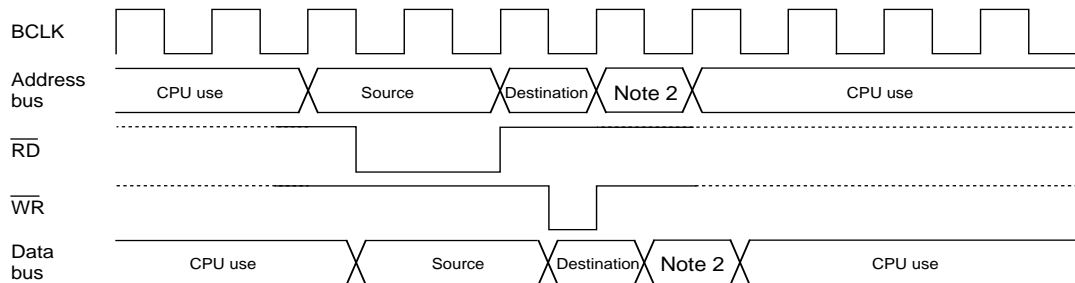 BCLK
Address
bus
CPU use Source Destination Note 2 CPU use
RD
WR
Data
bus
CPU use Source Destination Note 2 CPU use